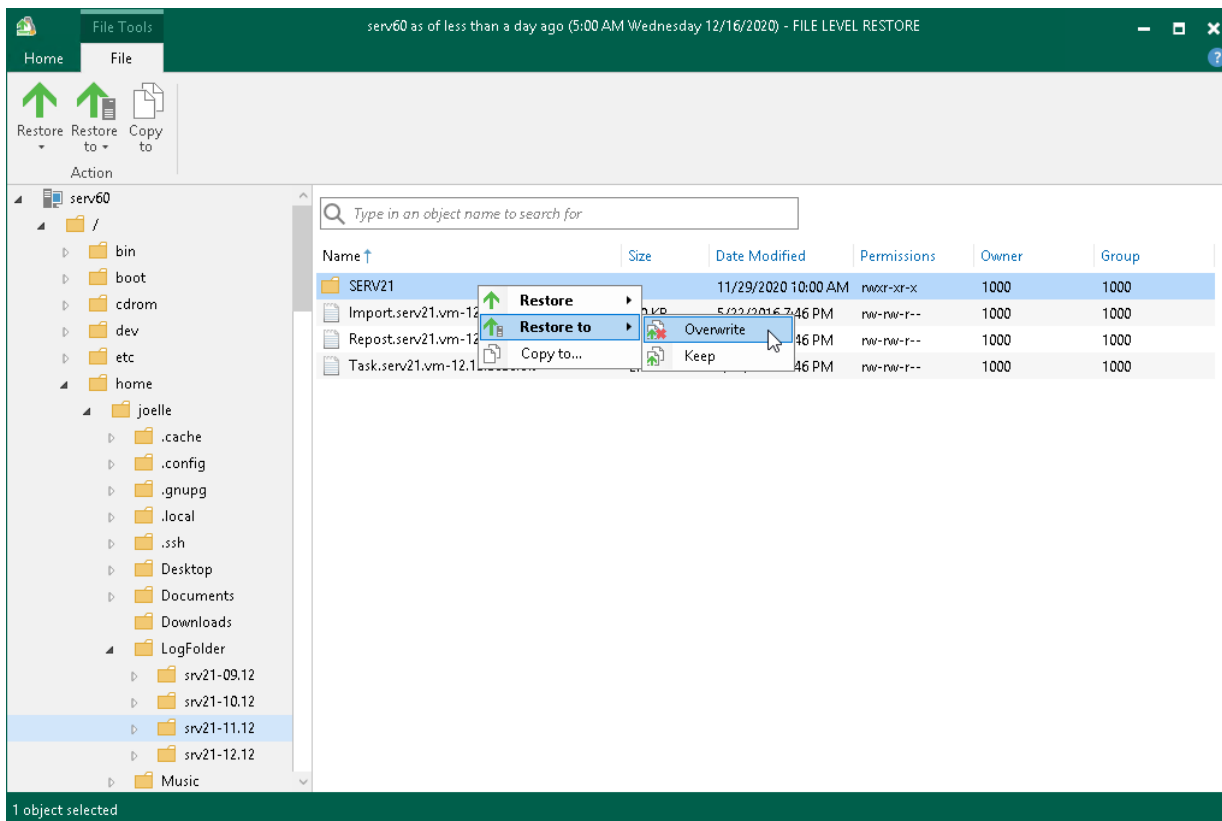 File Tools
serv60 as of less than a day ago (5:00 AM Wednesday 12/16/2020) - FILE LEVEL RESTORE
Home File
Restore Restore to Copy to
Action
serv60
/
bin
boot
cdrom
dev
etc
home
joelle
.cache
.config
.gnupg
.local
.ssh
Desktop
Documents
Downloads
LogFolder
srv21-09.12
srv21-10.12
srv21-11.12
srv21-12.12
Music
Type in an object name to search for
Name Size Date Modified Permissions Owner Group
SERV21 11/29/2020 10:00 AM rwxr-xr-x 1000 1000
Import.serv21.vm-12 5/22/2016 7:46 PM rw-rw-r-- 1000 1000
Repost.serv21.vm-12 46 PM rw-rw-r-- 1000 1000
Task.serv21.vm-12.1 46 PM rw-rw-r-- 1000 1000
Restore
Restore to
Copy to...
Overwrite
Keep
1 object selected